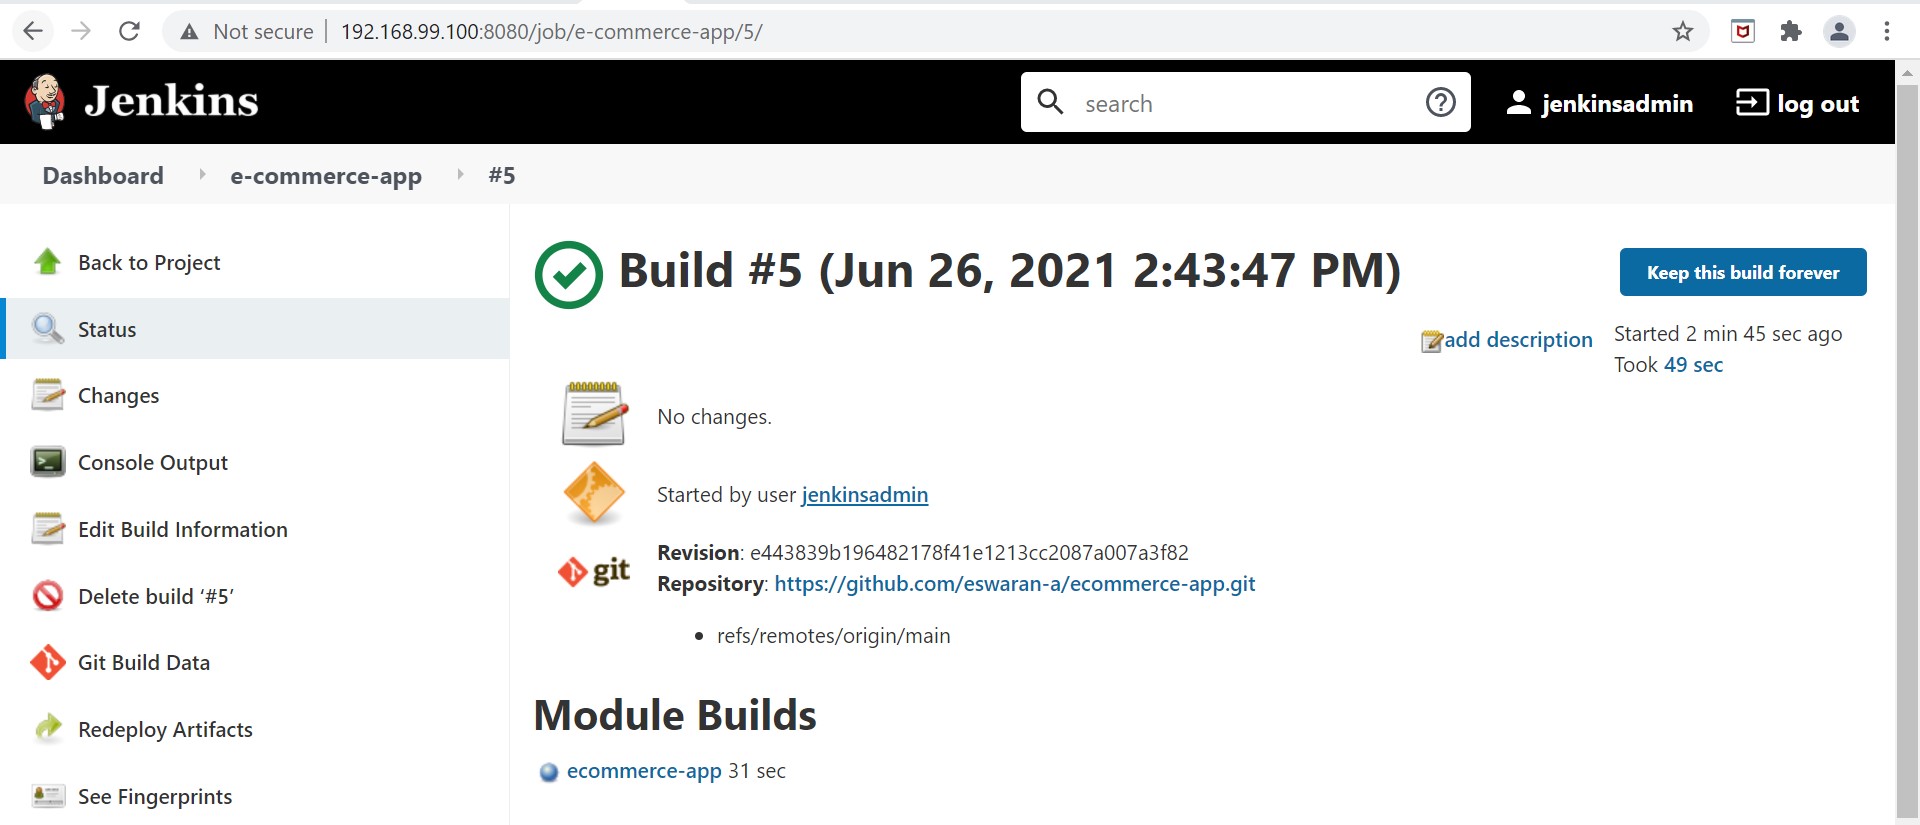 Not secure | 192.168.99.100:8080/job/e-commerce-app/5/
Jenkins
search
jenkinsadmin
log out
Dashboard
e-commerce-app
#5
Back to Project
Status
Changes
Console Output
Edit Build Information
Delete build ‘#5’
Git Build Data
Redeploy Artifacts
See Fingerprints
Build #5 (Jun 26, 2021 2:43:47 PM)
Keep this build forever
add description
Started 2 min 45 sec ago
Took 49 sec
No changes.
Started by user jenkinsadmin
git
Revision: e443839b196482178f41e1213cc2087a007a3f82
Repository: https://github.com/eswaran-a/ecommerce-app.git
• refs/remotes/origin/main
Module Builds
ecommerce-app 31 sec